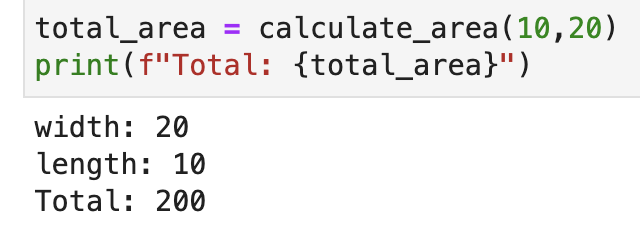 total_area = calculate_area(10,20)
print(f"Total: {total_area}")
width: 20
length: 10
Total: 200